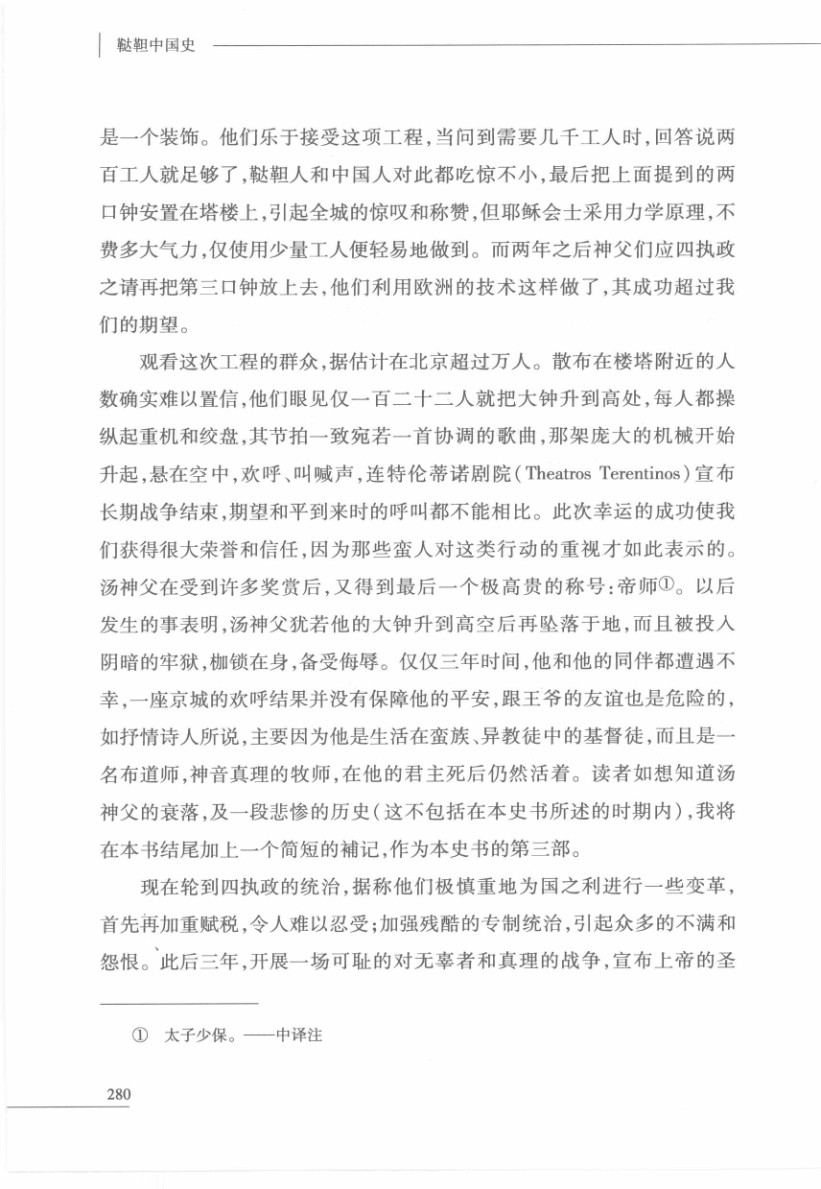 鞑靼中国史
是一个装饰。他们乐于接受这项工程,当问到需要几千工人时,回答说两
百工人就足够了,鞑靼人和中国人对此都吃惊不小,最后把上面提到的两
口钟安置在塔楼上,引起全城的惊叹和称赞,但耶稣会士采用力学原理,不
费多大气力,仅使用少量工人便轻易地做到。而两年之后神父们应四执政
之请再把第三口钟放上去,他们利用欧洲的技术这样做了,其成功超过我
们的期望。
观看这次工程的群众,据估计在北京超过万人。散布在楼塔附近的人
数确实难以置信,他们眼见仅一百二十二人就把大钟升到高处,每人都操
纵起重机和绞盘,其节拍一致宛若一首协调的歌曲,那架庞大的机械开始
升起,悬在空中,欢呼、叫喊声,连特伦蒂诺剧院(Theatros Terentinos)宣布
长期战争结束,期望和平到来时的呼叫都不能相比。此次幸运的成功使我
们获得很大荣誉和信任,因为那些蛮人对这类行动的重视才如此表示的。
汤神父在受到许多奖赏后,又得到最后一个极高贵的称号:帝师①。以后
发生的事表明,汤神父犹若他的大钟升到高空后再坠落于地,而且被投入
阴暗的牢狱,枷锁在身,备受侮辱。仅仅三年时间,他和他的同伴都遭遇不
幸,一座京城的欢呼结果并没有保障他的平安,跟王爷的友谊也是危险的,
如抒情诗人所说,主要因为他是生活在蛮族、异教徒中的基督徒,而且是一
名布道师,神音真理的牧师,在他的君主死后仍然活着。读者如想知道汤
神父的衰落,及一段悲惨的历史(这不包括在本史书所述的时期内),我将
在本书结尾加上一个简短的補记,作为本史书的第三部。
现在轮到四执政的统治,据称他们极慎重地为国之利进行一些变革,
首先再加重赋税,令人难以忍受;加强残酷的专制统治,引起众多的不满和
怨恨。此后三年,开展一场可耻的对无辜者和真理的战争,宣布上帝的圣
① 太子少保。——中译注
280